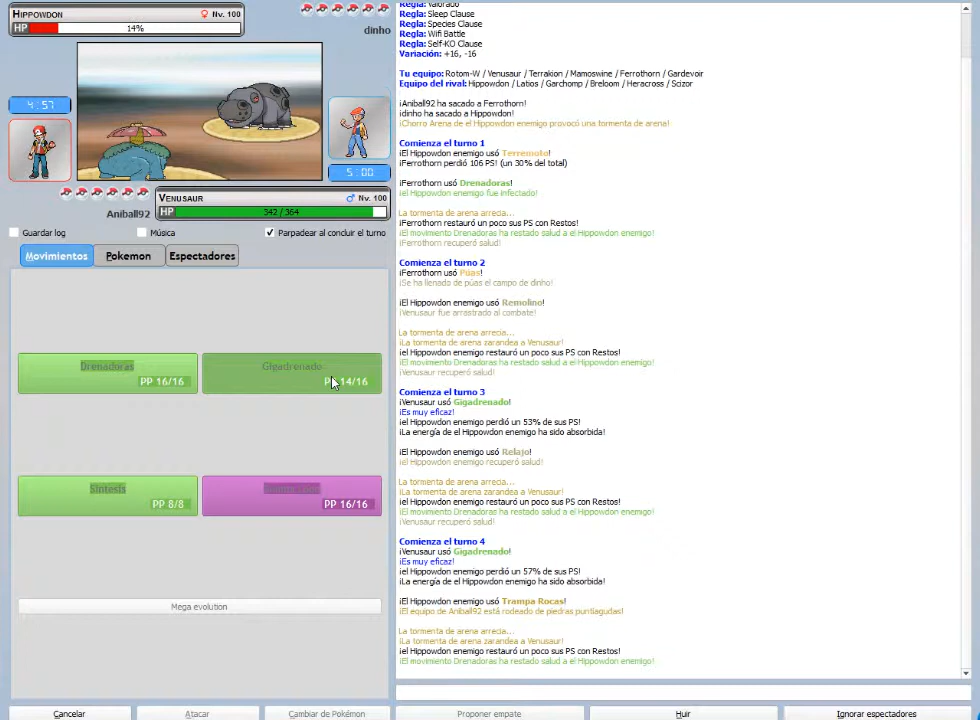 HIPPOWDON ♀ Nv. 100
HP 14%
dinho
4:57
5:00
VENUSAUR ♂ Nv. 100
HP 342 / 364
Aniball92
Guardar log Música Parpadear al concluir el turno
Movimientos Pokemon Espectadores
Drenadoras
PP 16/16
Gigadrenado
PP 14/16
Síntesis
PP 8/8
PP 16/16
Mega evolution
Cancelar Atacar Cambiar de Pokémon
Regla: Valorado
Regla: Sleep Clause
Regla: Species Clause
Regla: Wifi Battle
Regla: Self-KO Clause
Variación: +16, -16
Tu equipo: Rotom-W / Venusaur / Terrakion / Mamoswine / Ferrothorn / Gardevoir
Equipo del rival: Hippowdon / Latios / Garchomp / Breloom / Heracross / Scizor
¡Aniball92 ha sacado a Ferrothorn!
¡dinho ha sacado a Hippowdon!
¡Chorro Arena de el Hippowdon enemigo provocó una tormenta de arena!
Comienza el turno 1
¡El Hippowdon enemigo usó Terremoto!
¡Ferrothorn perdió 106 PS! (un 30% del total)
¡Ferrothorn usó Drenadoras!
¡el Hippowdon enemigo fue infectado!
La tormenta de arena arrecia...
¡Ferrothorn restauró un poco sus PS con Restos!
¡El movimiento Drenadoras ha restado salud a el Hippowdon enemigo!
¡Ferrothorn recuperó salud!
Comienza el turno 2
¡Ferrothorn usó Púas!
¡Se ha llenado de púas el campo de dinho!
¡El Hippowdon enemigo usó Remolino!
¡Venusaur fue arrastrado al combate!
La tormenta de arena arrecia...
¡La tormenta de arena zarandea a Venusaur!
¡el Hippowdon enemigo restauró un poco sus PS con Restos!
¡El movimiento Drenadoras ha restado salud a el Hippowdon enemigo!
¡Venusaur recuperó salud!
Comienza el turno 3
¡Venusaur usó Gigadrenado!
¡Es muy eficaz!
¡el Hippowdon enemigo perdió un 53% de sus PS!
¡La energía de el Hippowdon enemigo ha sido absorbida!
¡El Hippowdon enemigo usó Relajo!
¡el Hippowdon enemigo recuperó salud!
La tormenta de arena arrecia...
¡La tormenta de arena zarandea a Venusaur!
¡el Hippowdon enemigo restauró un poco sus PS con Restos!
¡El movimiento Drenadoras ha restado salud a el Hippowdon enemigo!
¡Venusaur recuperó salud!
Comienza el turno 4
¡Venusaur usó Gigadrenado!
¡Es muy eficaz!
¡el Hippowdon enemigo perdió un 57% de sus PS!
¡La energía de el Hippowdon enemigo ha sido absorbida!
¡El Hippowdon enemigo usó Trampa Rocas!
¡El equipo de Aniball92 está rodeado de piedras puntiagudas!
La tormenta de arena arrecia...
¡La tormenta de arena zarandea a Venusaur!
¡el Hippowdon enemigo restauró un poco sus PS con Restos!
¡El movimiento Drenadoras ha restado salud a el Hippowdon enemigo!
Proponer empate Huir Ignorar espectadores